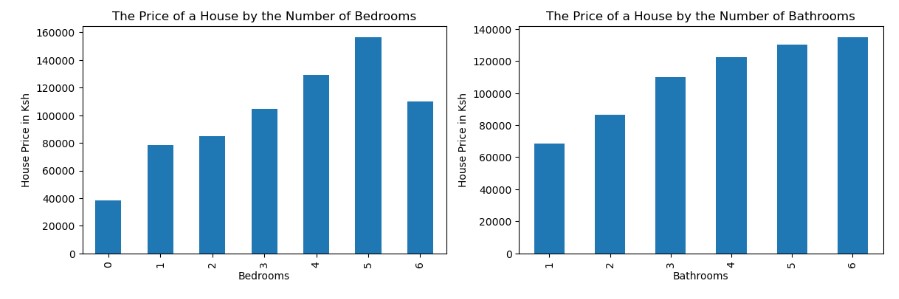 The Price of a House by the Number of Bedrooms
House Price in Ksh
160000
140000
120000
100000
80000
60000
40000
20000
0
0 1 2 3 4 5 6
Bedrooms
The Price of a House by the Number of Bathrooms
House Price in Ksh
140000
120000
100000
80000
60000
40000
20000
0
1 2 3 4 5 6
Bathrooms